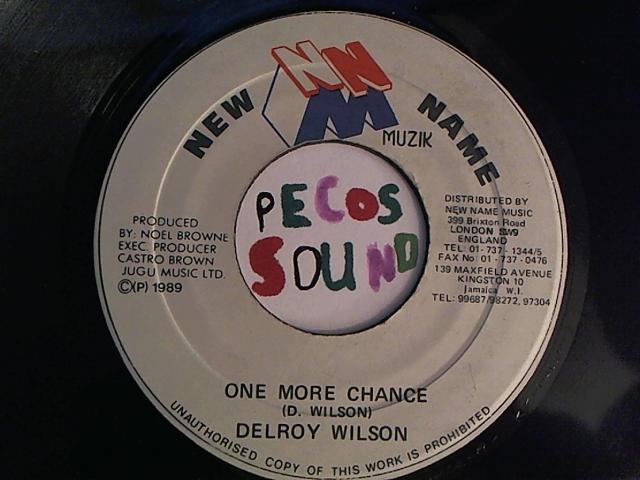 NEW NAME
NNM
MUZIK
PECOS
SOUND
PRODUCED
BY: NOEL BROWNE
EXEC. PRODUCER
CASTRO BROWN
JUGU MUSIC LTD.
©(P) 1989
DISTRIBUTED BY
NEW NAME MUSIC
399 Brixton Road
LONDON SW9
ENGLAND
TEL: 01-737-1344/5
FAX No: 01-737-0476
139 MAXFIELD AVENUE
KINGSTON 10
Jamaica W.I.
TEL: 99687/98272, 97304
ONE MORE CHANCE
(D. WILSON)
DELROY WILSON
UNAUTHORISED COPY OF THIS WORK IS PROHIBITED